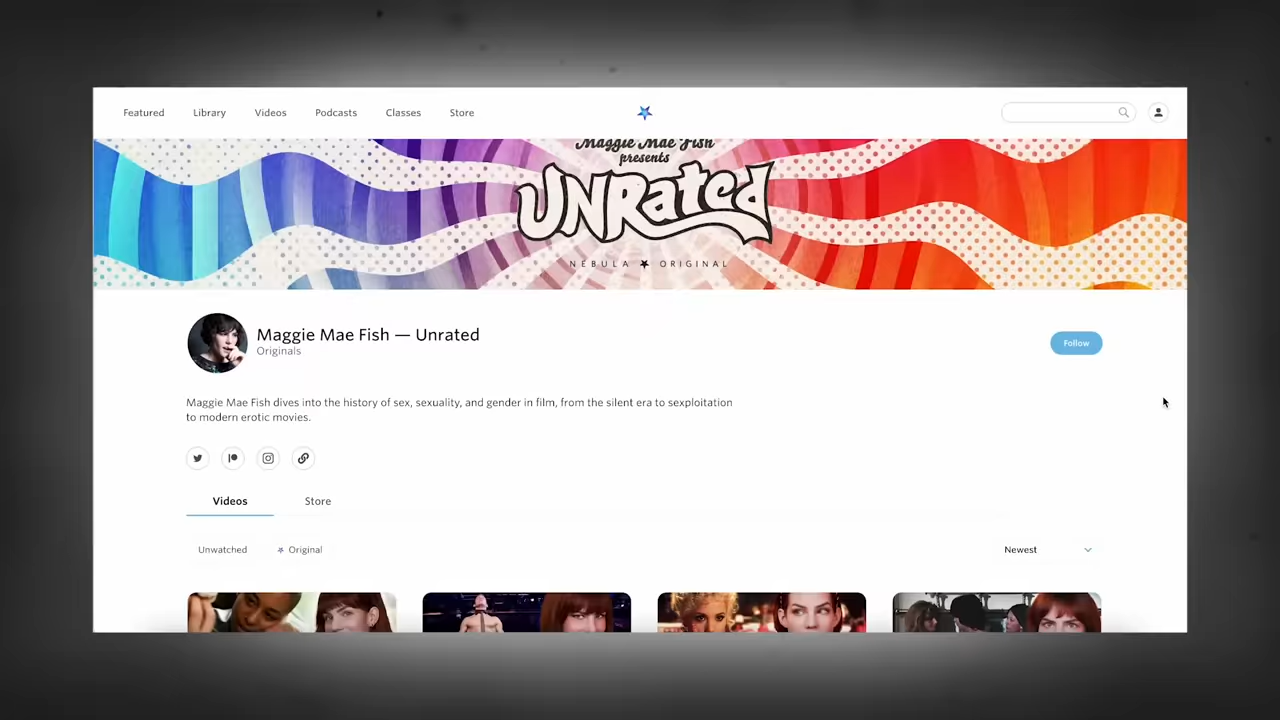 Featured
Library
Videos
Podcasts
Classes
Store
Maggie Mae Fish
presents
UNRated
NEBULA ORIGINAL
Maggie Mae Fish — Unrated
Originals
Follow
Maggie Mae Fish dives into the history of sex, sexuality, and gender in film, from the silent era to sexploitation
to modern erotic movies.
Videos
Store
Unwatched
Original
Newest